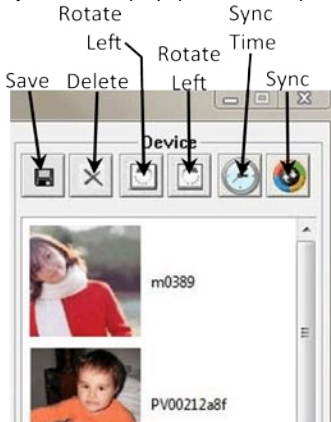 Rotate
Left
Sync
Time
Rotate
Left
Save
Delete
Sync
Device
m0389
PV00212a8f